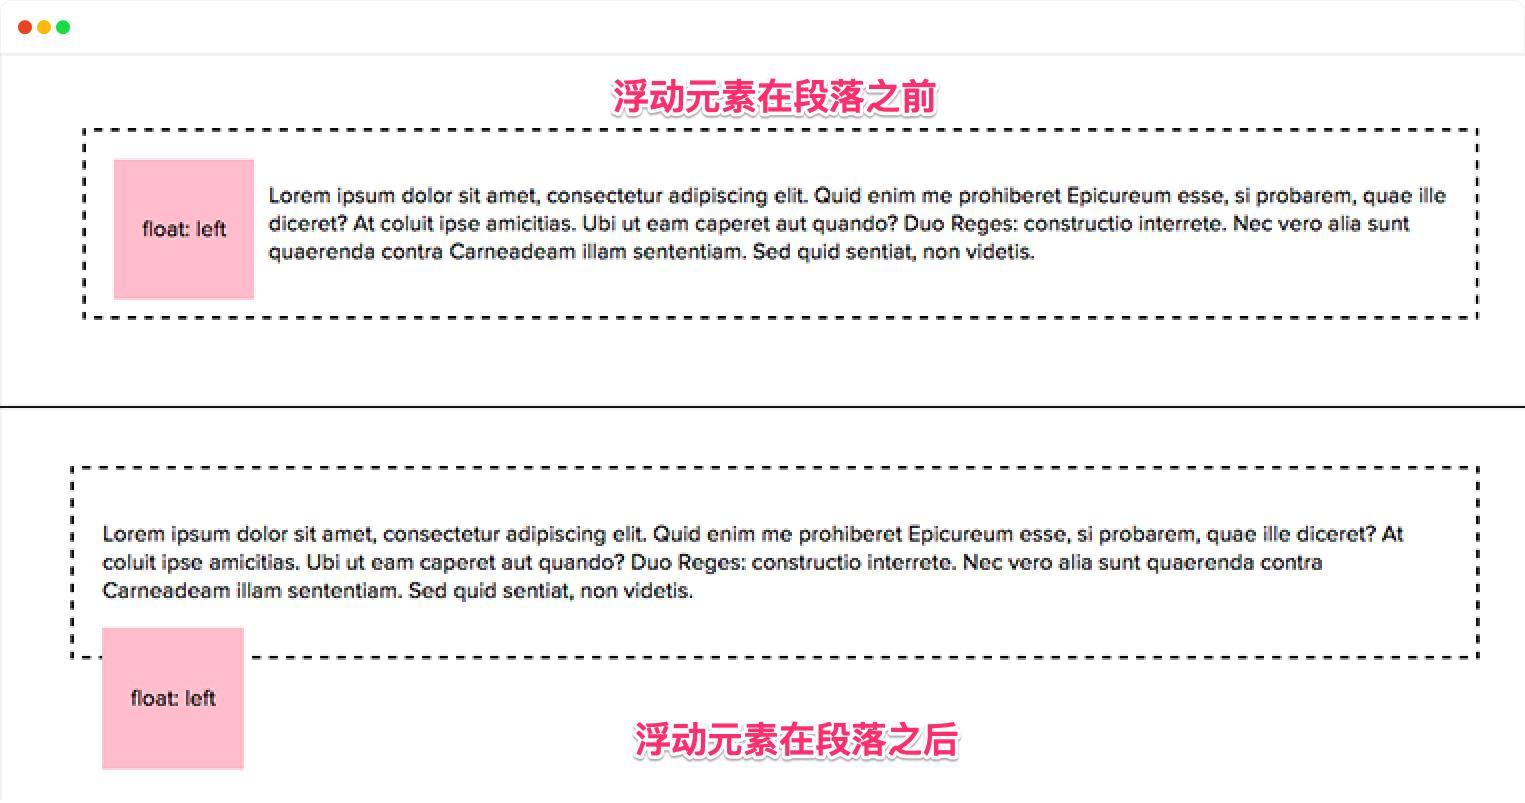 浮动元素在段落之前
float: left
Lorem ipsum dolor sit amet, consectetur adipiscing elit. Quid enim me prohiberet Epicureum esse, si probarem, quae ille
diceret? At coluit ipse amicitias. Ubi ut eam caperet aut quando? Duo Reges: constructio interrete. Nec vero alia sunt
quaerenda contra Carneadeam illam sententiam. Sed quid sentiat, non videtis.
Lorem ipsum dolor sit amet, consectetur adipiscing elit. Quid enim me prohiberet Epicureum esse, si probarem, quae ille diceret? At
coluit ipse amicitias. Ubi ut eam caperet aut quando? Duo Reges: constructio interrete. Nec vero alia sunt quaerenda contra
Carneadeam illam sententiam. Sed quid sentiat, non videtis.
float: left
浮动元素在段落之后